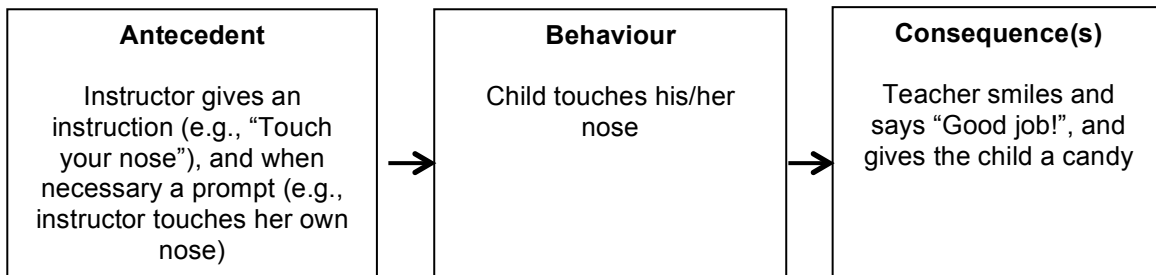 Antecedent
Instructor gives an
instruction (e.g., “Touch
your nose”), and when
necessary a prompt (e.g.,
instructor touches her own
nose)
Behaviour
Child touches his/her
nose
Consequence(s)
Teacher smiles and
says “Good job!”, and
gives the child a candy